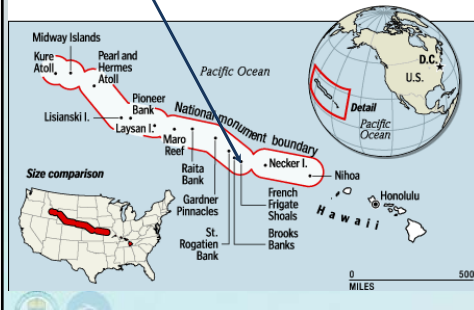 Midway Islands
Kure
Atoll
Pearl and
Hermes
Atoll
Pacific Ocean
D.C.
U.S.
Pioneer
Bank
National monument boundary
Detail
Pacific
Ocean
Lisianski I.
Laysan I.
Maro
Reef
Necker I.
Nihoa
Size comparison
Raita
Bank
Gardner
Pinnacles
French
Frigate
Shoals
Honolulu
Hawaii
St.
Rogatien
Bank
Brooks
Banks
0
500
MILES